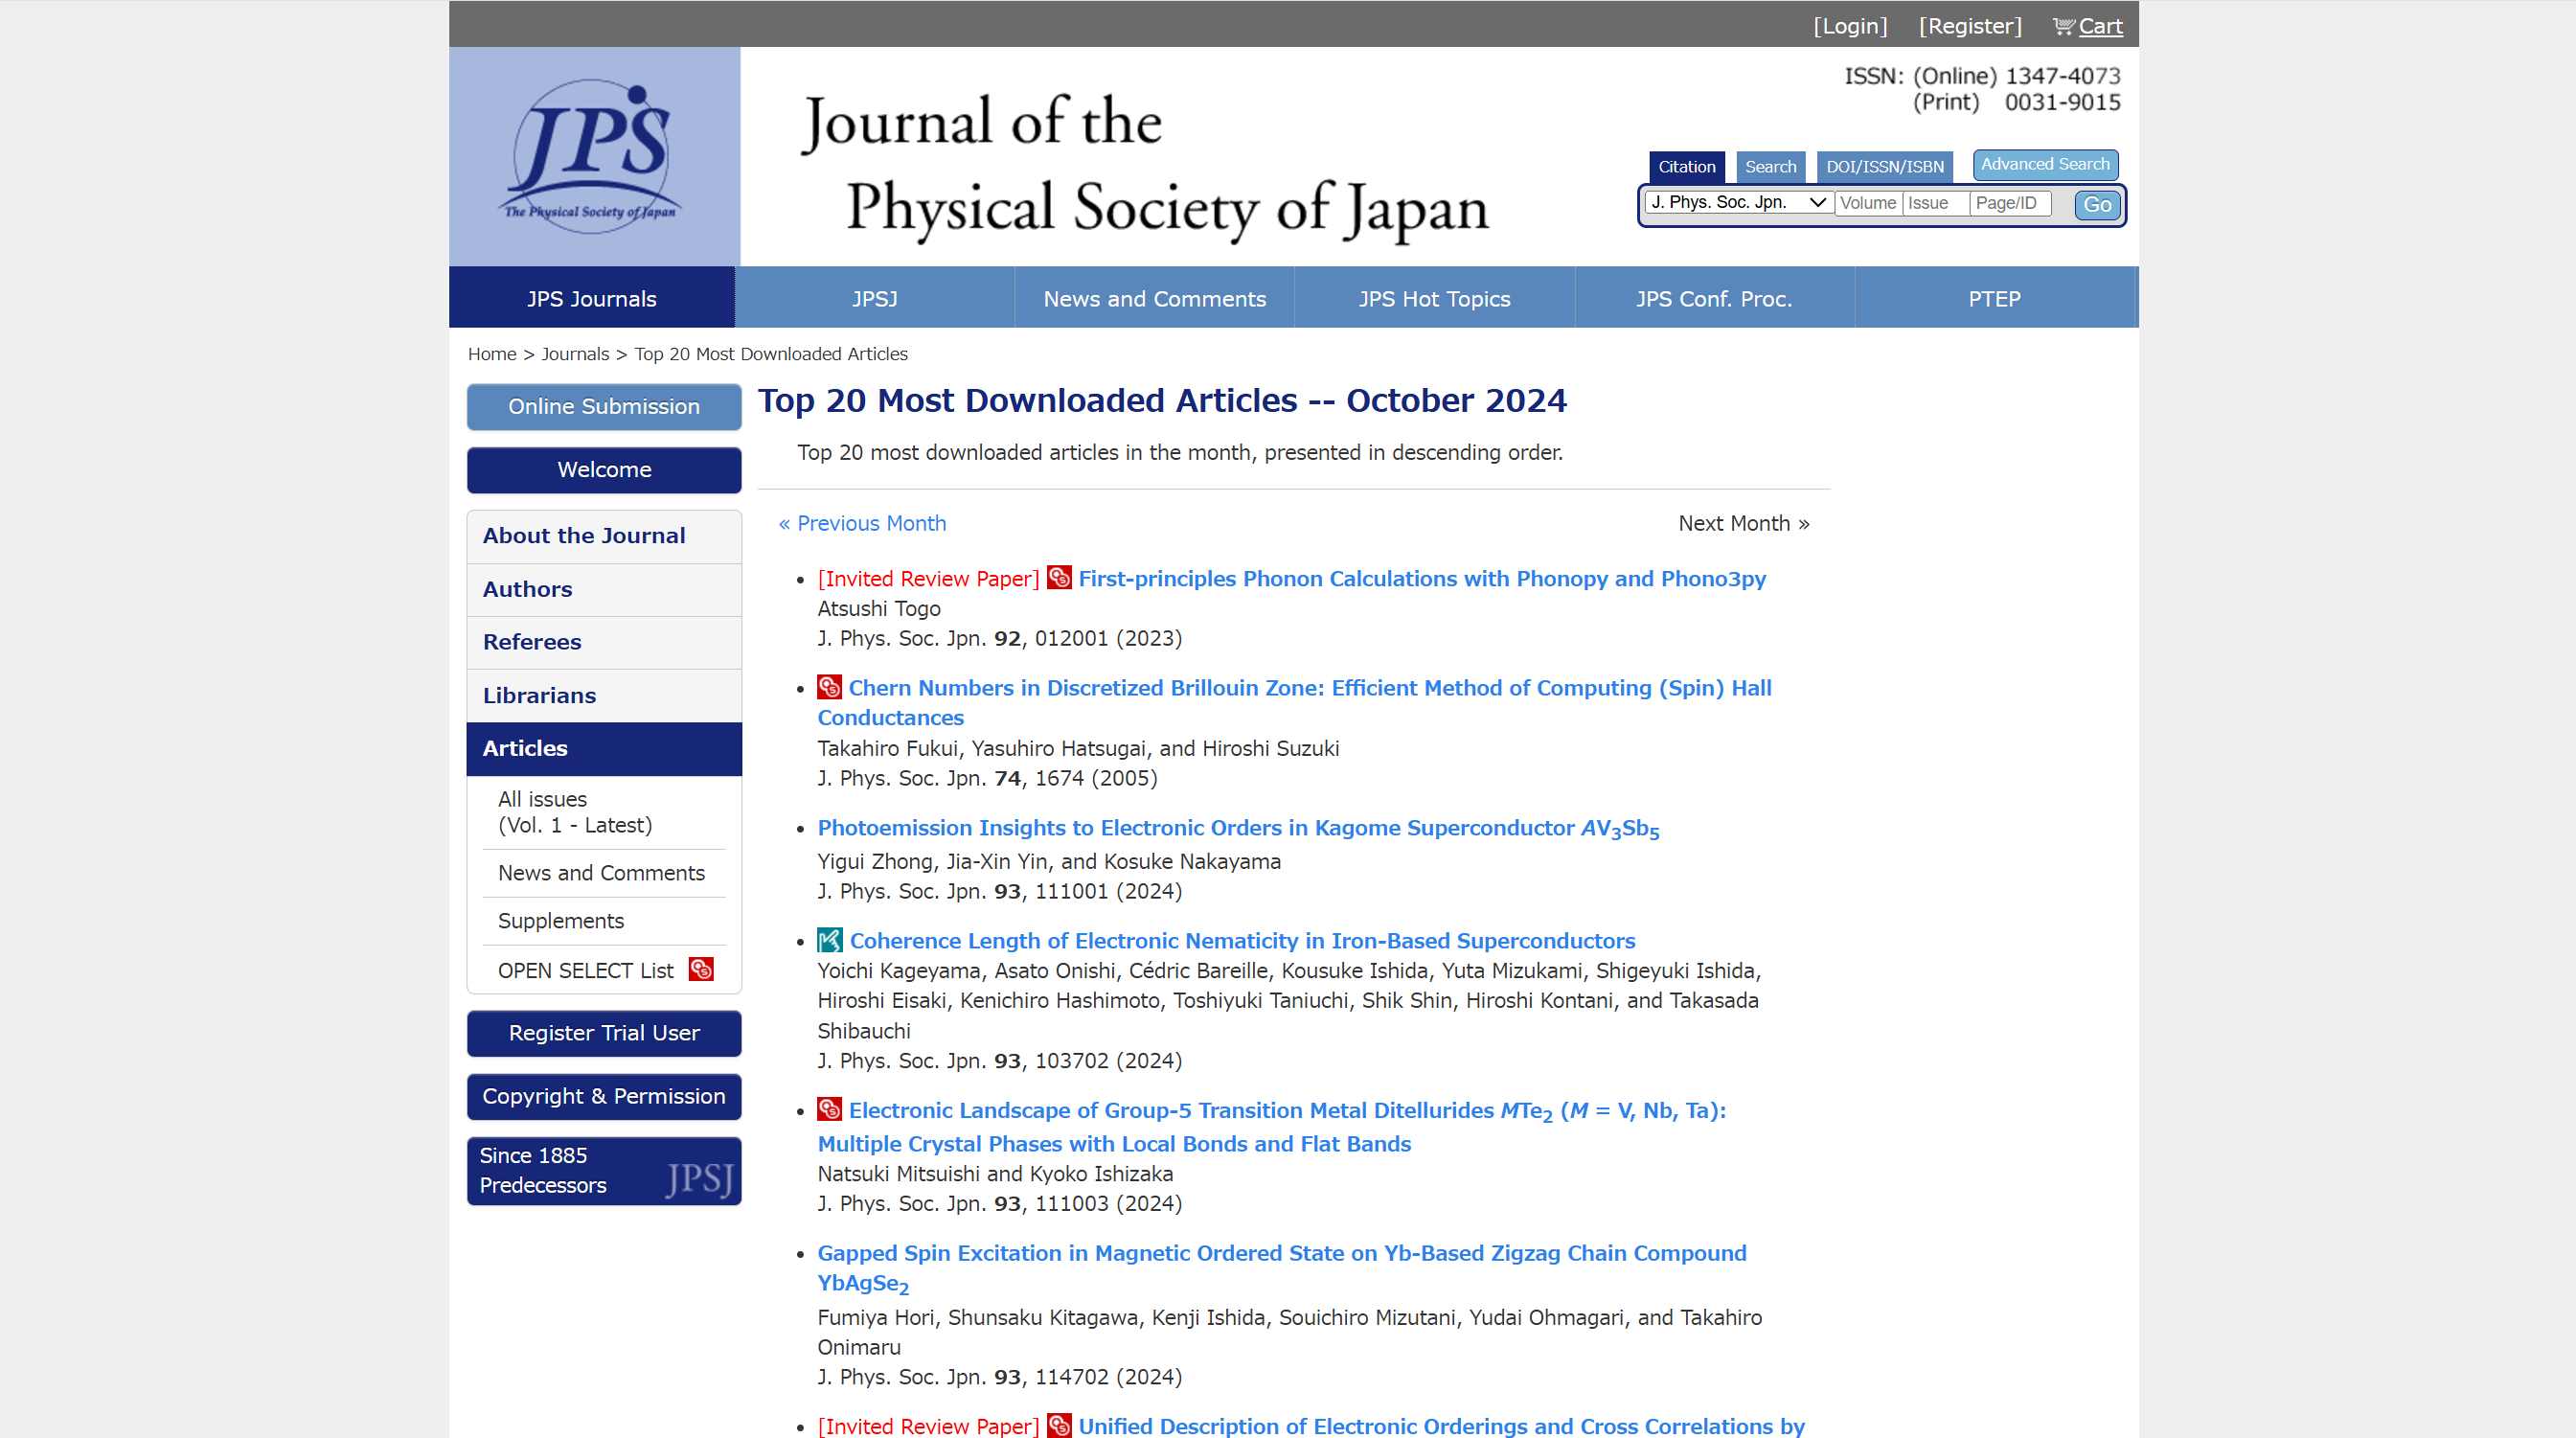 [Login] [Register] Cart
JPS
The Physical Society of Japan
Journal of the
Physical Society of Japan
ISSN: (Online) 1347-4073
(Print) 0031-9015
Citation Search DOI/ISSN/ISBN Advanced Search
J. Phys. Soc. Jpn. Volume Issue Page/ID Go
JPS Journals JPSJ News and Comments JPS Hot Topics JPS Conf. Proc. PTEP
Home > Journals > Top 20 Most Downloaded Articles
Online Submission
Welcome
About the Journal
Authors
Referees
Librarians
Articles
All issues
(Vol. 1 - Latest)
News and Comments
Supplements
OPEN SELECT List
Register Trial User
Copyright & Permission
Since 1885
Predecessors
JPSJ
Top 20 Most Downloaded Articles -- October 2024
Top 20 most downloaded articles in the month, presented in descending order.
« Previous Month Next Month »
• [Invited Review Paper] First-principles Phonon Calculations with Phonopy and Phono3py
Atsushi Togo
J. Phys. Soc. Jpn. 92, 012001 (2023)
• Chern Numbers in Discretized Brillouin Zone: Efficient Method of Computing (Spin) Hall
Conductances
Takahiro Fukui, Yasuhiro Hatsugai, and Hiroshi Suzuki
J. Phys. Soc. Jpn. 74, 1674 (2005)
• Photoemission Insights to Electronic Orders in Kagome Superconductor AV₃Sb₅
Yigui Zhong, Jia-Xin Yin, and Kosuke Nakayama
J. Phys. Soc. Jpn. 93, 111001 (2024)
• Coherence Length of Electronic Nematicity in Iron-Based Superconductors
Yoichi Kageyama, Asato Onishi, Cédric Bareille, Kousuke Ishida, Yuta Mizukami, Shigeyuki Ishida,
Hiroshi Eisaki, Kenichiro Hashimoto, Toshiyuki Taniuchi, Shik Shin, Hiroshi Kontani, and Takasada
Shibauchi
J. Phys. Soc. Jpn. 93, 103702 (2024)
• Electronic Landscape of Group-5 Transition Metal Ditellurides MTe₂ (M = V, Nb, Ta):
Multiple Crystal Phases with Local Bonds and Flat Bands
Natsuki Mitsuishi and Kyoko Ishizaka
J. Phys. Soc. Jpn. 93, 111003 (2024)
• Gapped Spin Excitation in Magnetic Ordered State on Yb-Based Zigzag Chain Compound
YbAgSe₂
Fumiya Hori, Shunsaku Kitagawa, Kenji Ishida, Souichiro Mizutani, Yudai Ohmagari, and Takahiro
Onimaru
J. Phys. Soc. Jpn. 93, 114702 (2024)
• [Invited Review Paper] Unified Description of Electronic Orderings and Cross Correlations by